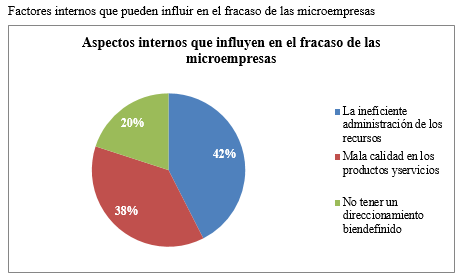 Factores internos que pueden influir en el fracaso de las microempresas
Aspectos internos que influyen en el fracaso de las
microempresas
20%
42%
38%
La ineficiente
administración de los
recursos
Mala calidad en los
productos yservicios
No tener un
direccionamiento
biendefínido